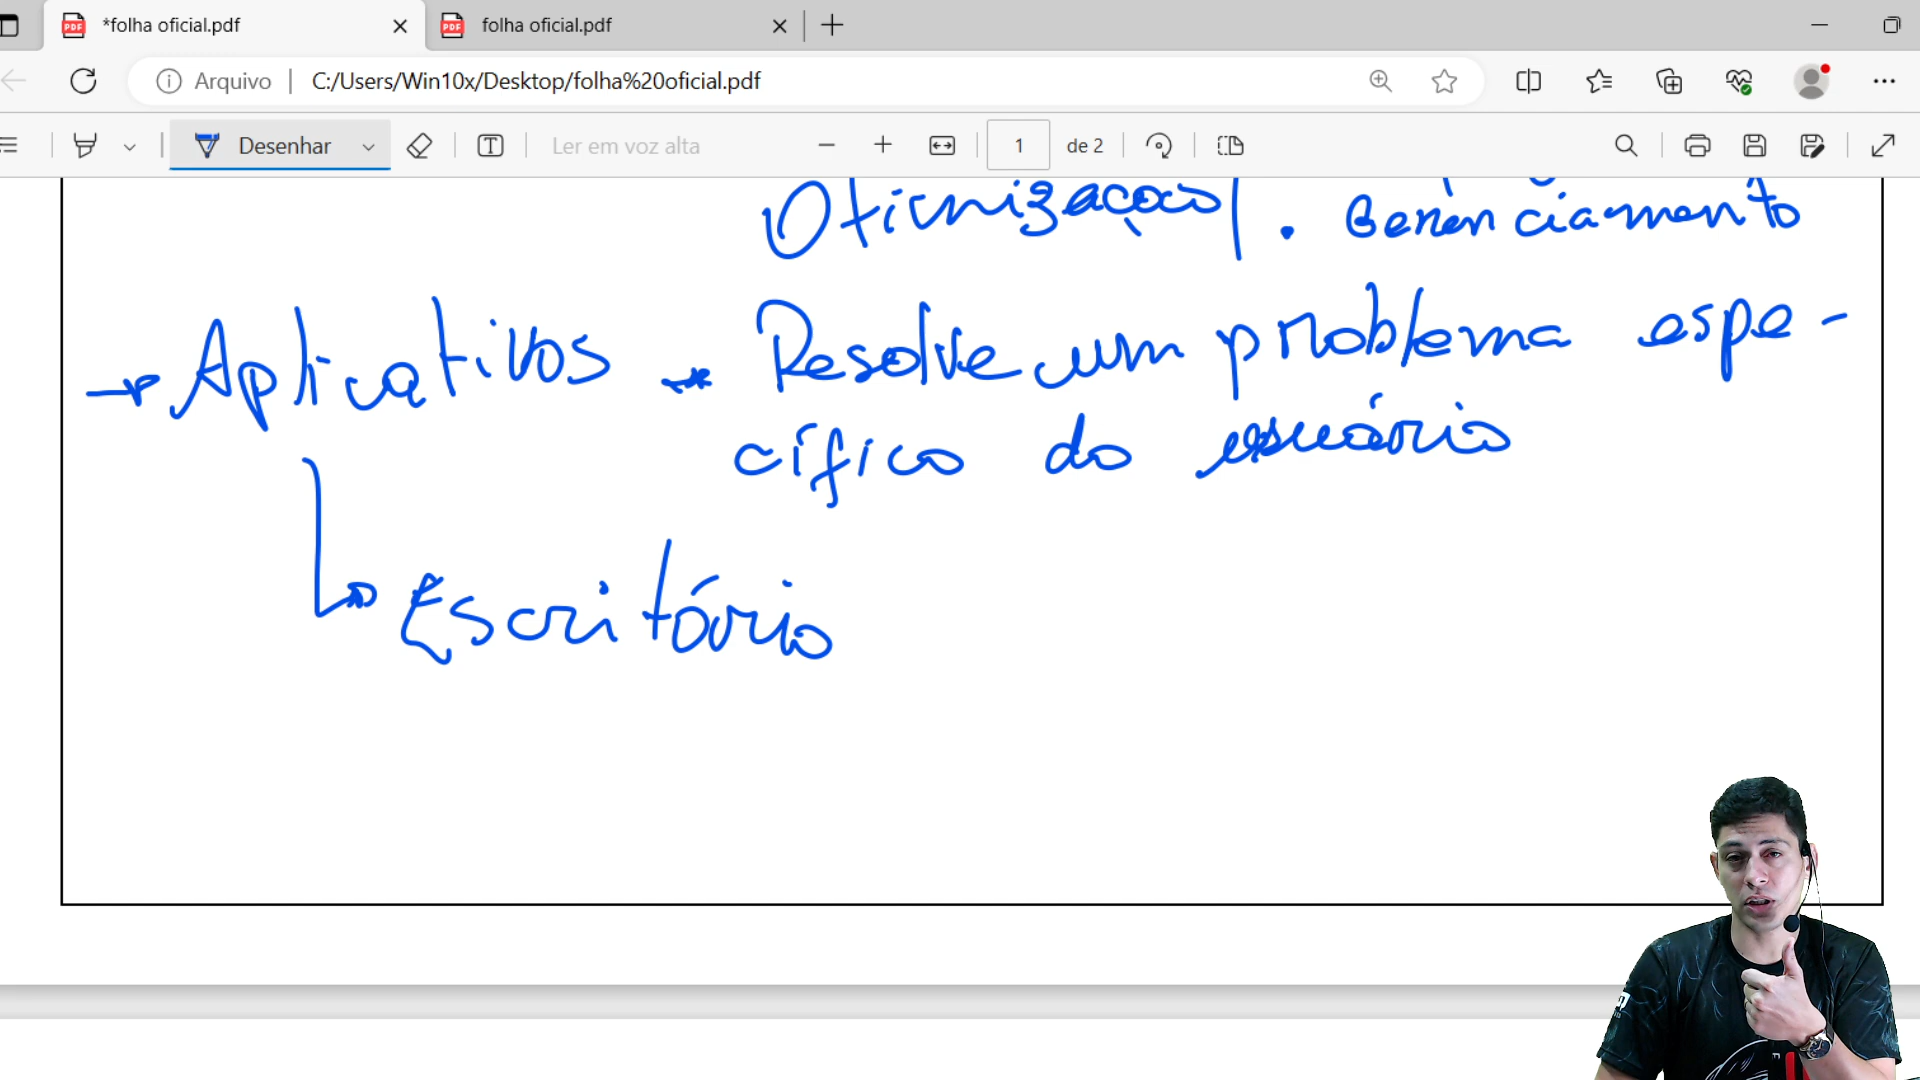 *folha oficial.pdf
folha oficial.pdf
Arquivo
C:/Users/Win10x/Desktop/folha%20oficial.pdf
Desenhar
Ler em voz alta
1
de 2
Otimização . Gerenciamento
→ Aplicativos → Resolve um problema espe-
cífico do usuário
↳ Escritório